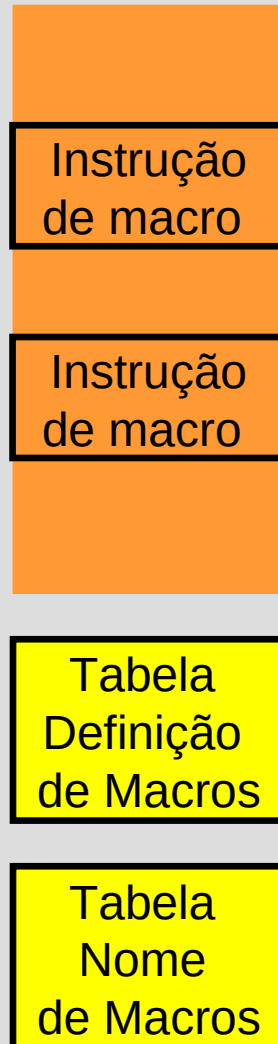 Instrução
de macro
Instrução
de macro
Tabela
Definição
de Macros
Tabela
Nome
de Macros